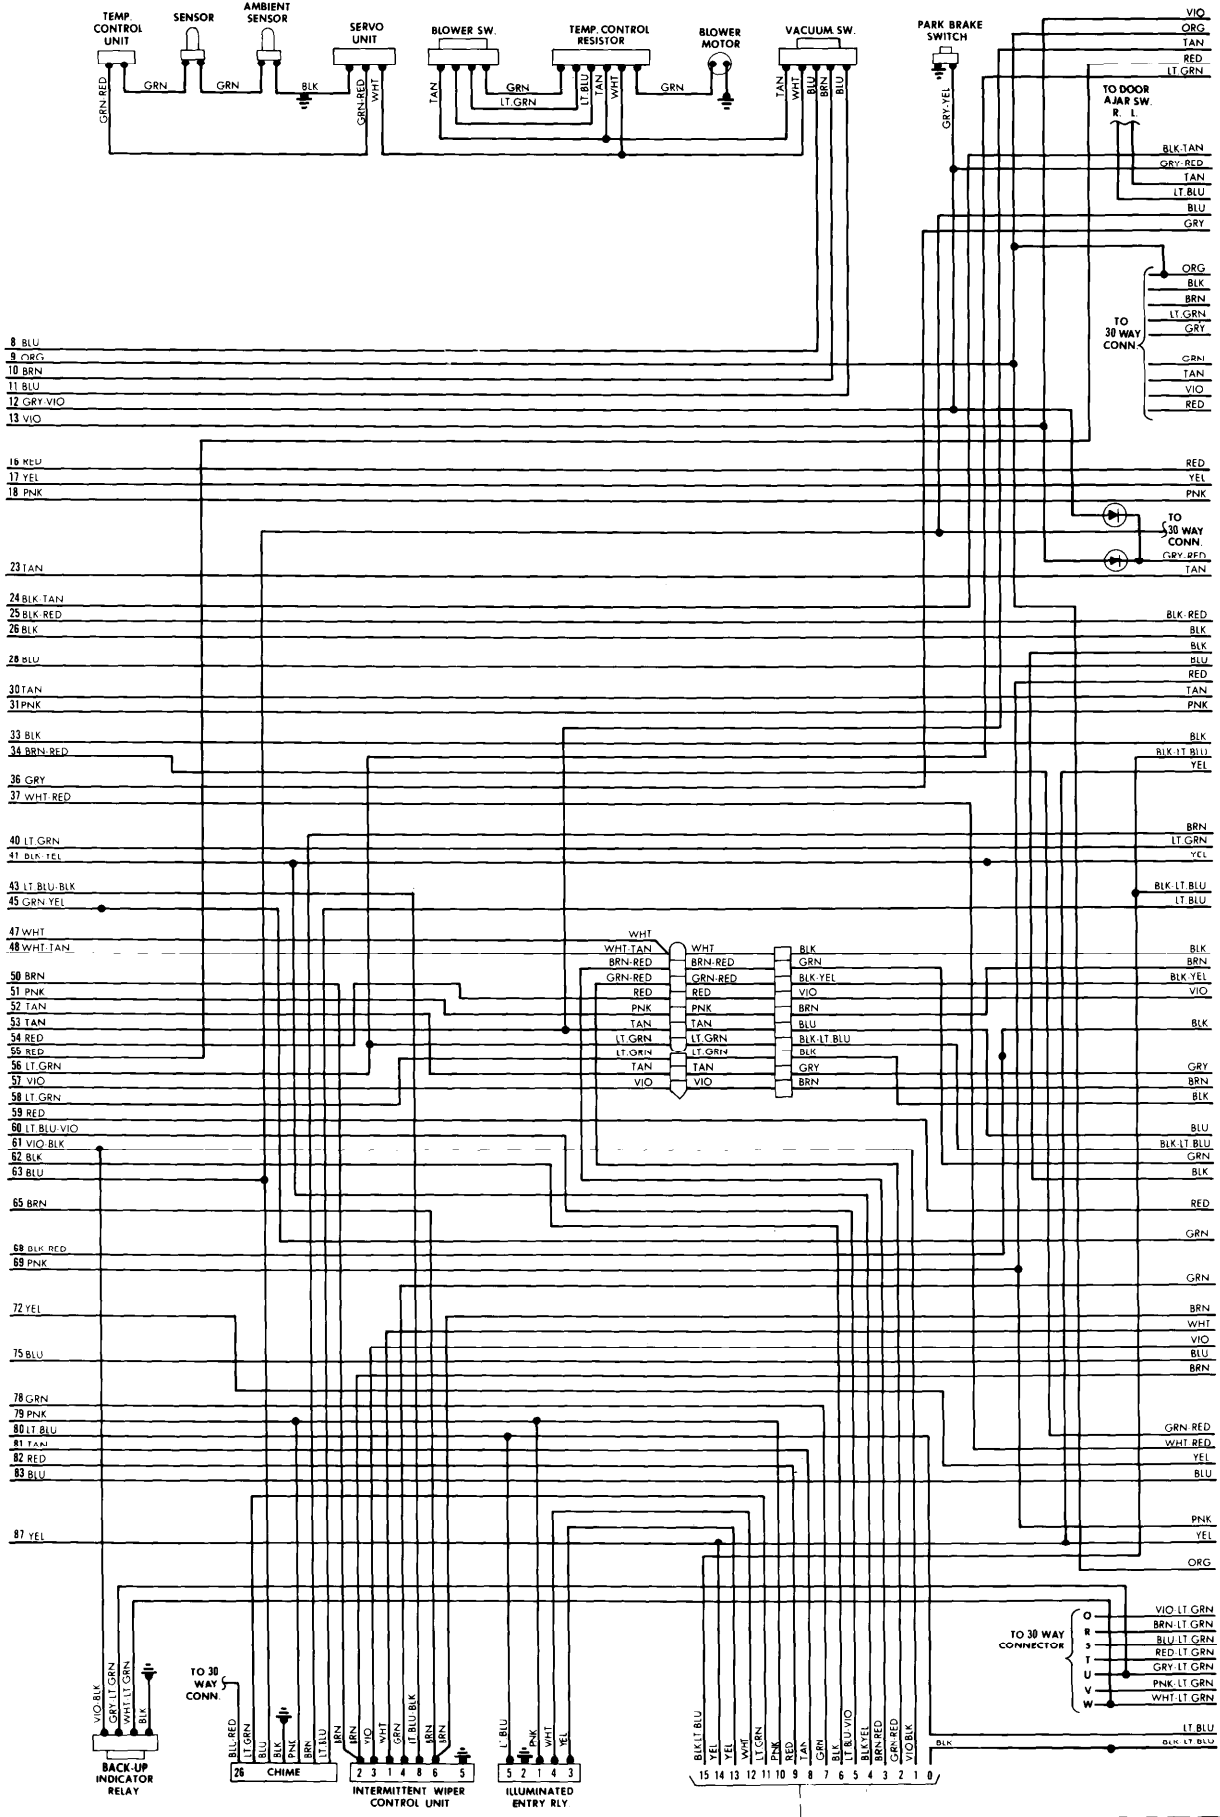 TEMP.
CONTROL
UNIT
SENSOR
AMBIENT
SENSOR
SERVO
UNIT
BLOWER SW.
TEMP. CONTROL
RESISTOR
BLOWER
MOTOR
VACUUM SW.
PARK BRAKE
SWITCH
VIO
ORG
TAN
RED
LT.GRN
GRN-RED
GRN
GRN
BLK
GRN-RED
WHT
TAN
GRN
LT.GRN
LT.BLU
TAN
WHT
GRN
TAN
WHT
BLU
BRN
BLU
GRY-YEL
TO DOOR
AJAR SW.
R. L.
BLK-TAN
GRY-RED
TAN
LT.BLU
BLU
GRY
ORG
BLK
BRN
LT.GRN
GRY
TO
30 WAY
CONN.
GRN
TAN
VIO
RED
8 BLU
9 ORG
10 BRN
11 BLU
12 GRY-VIO
13 VIO
16 RED
17 YEL
18 PNK
RED
YEL
PNK
TO
30 WAY
CONN.
GRY-RED
TAN
23 TAN
24 BLK-TAN
25 BLK-RED
26 BLK
28 BLU
30 TAN
31 PNK
33 BLK
34 BRN-RED
36 GRY
37 WHT-RED
BLK-RED
BLK
BLK
BLU
RED
TAN
PNK
BLK
BLK-LT BLU
YEL
40 LT.GRN
41 BLK-YEL
43 LT.BLU-BLK
45 GRN YEL
47 WHT
48 WHT-TAN
BRN
LT.GRN
YEL
BLK-LT.BLU
LT.BLU
50 BRN
51 PNK
52 TAN
53 TAN
54 RED
55 RED
56 LT.GRN
57 VIO
58 LT.GRN
59 RED
60 LT.BLU-VIO
61 VIO-BLK
62 BLK
63 BLU
65 BRN
68 BLK RED
69 PNK
WHT
WHT-TAN WHT BLK
BRN-RED BRN-RED GRN
GRN-RED GRN-RED BLK-YEL
RED RED VIO
PNK PNK BRN
TAN TAN BLU
LT.GRN LT.GRN BLK-LT.BLU
LT.GRN LT.GRN BLK
TAN TAN GRY
VIO VIO BRN
BLK
BRN
BLK-YEL
VIO
BLK
GRY
BRN
BLK
BLU
BLK-LT BLU
GRN
BLK
RED
GRN
GRN
72 YEL
75 BLU
78 GRN
79 PNK
80 LT BLU
81 TAN
82 RED
83 BLU
87 YEL
BRN
WHT
VIO
BLU
BRN
GRN RED
WHT RED
YEL
BLU
PNK
YEL
ORG
TO 30 WAY
CONNECTOR
O VIO LT GRN
R BRN-LT GRN
S BLU LT GRN
T RED-LT GRN
U GRY-LT GRN
V PNK-LT GRN
W WHT-LT GRN
LT BLU
BLK LT BLU
BLK
VIO-BLK
GRY-LT GRN
WHT-LT GRN
BLK
BACK-UP
INDICATOR
RELAY
TO 30
WAY
CONN.
BLU-RED
LT.GRN
BLU
BLK
PNK
BRN
LT.BLU
26 CHIME
BRN
BRN
VIO
WHT
GRN
LT BLU BLK
BRN
BRN
2 3 1 4 8 6 5
INTERMITTENT WIPER
CONTROL UNIT
LT BLU
PNK
WHT
YEL
5 2 1 4 3
ILLUMINATED
ENTRY RLY.
BLK LT BLU
YEL
YEL
WHT
LT GRN
PNK
RED
TAN
GRN
BLK
LT BLU-VIO
BLK YEL
BRN-RED
GRN-RED
VIO BLK
15 14 13 12 11 10 9 8 7 6 5 4 3 2 1 0